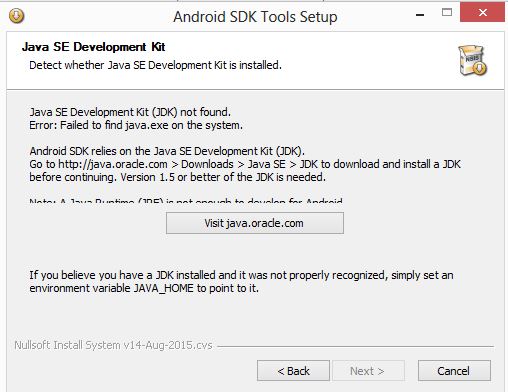 Android SDK Tools Setup
Java SE Development Kit
Detect whether Java SE Development Kit is installed.
NSIS
Java SE Development Kit (JDK) not found.
Error: Failed to find java.exe on the system.
Android SDK relies on the Java SE Development Kit (JDK).
Go to http://java.oracle.com > Downloads > Java SE > JDK to download and install a JDK
before continuing. Version 1.5 or better of the JDK is needed.
Note: A Java Runtime (JRE) is not enough to develop for Android.
Visit java.oracle.com
If you believe you have a JDK installed and it was not properly recognized, simply set an
environment variable JAVA_HOME to point to it.
Nullsoft Install System v14-Aug-2015.cvs
< Back
Next >
Cancel